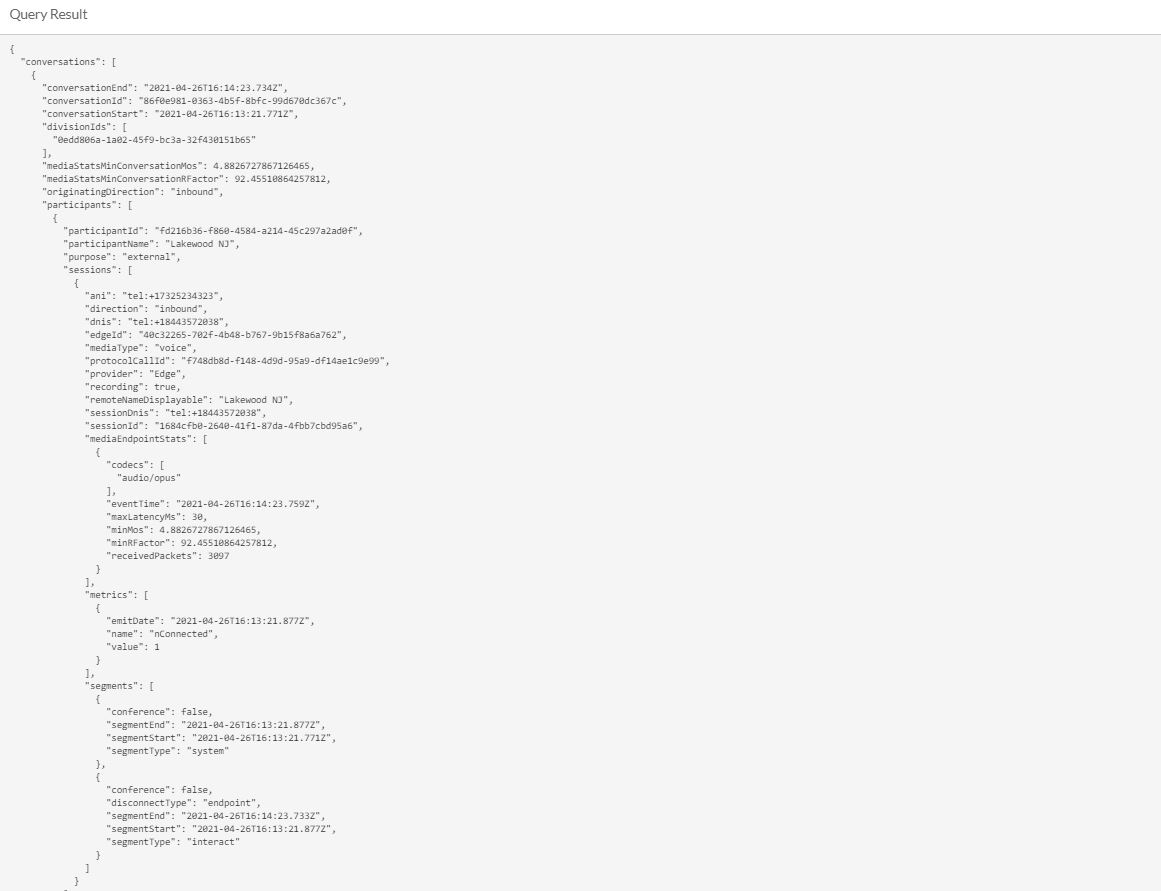 Query Result
{
"conversations": [
{
"conversationEnd": "2021-04-26T16:14:23.734Z",
"conversationId": "86f0e981-0363-4b5f-8bfc-99d670dc367c",
"conversationStart": "2021-04-26T16:13:21.771Z",
"divisionIds": [
"0edd806a-1a02-45f9-bc3a-32f430151b65"
],
"mediaStatsMinConversationMos": 4.8826727867126465,
"mediaStatsMinConversationRFactor": 92.45510864257812,
"originatingDirection": "inbound",
"participants": [
{
"participantId": "fd216b36-f860-4584-a214-45c297a2ad0f",
"participantName": "Lakewood NJ",
"purpose": "external",
"sessions": [
{
"ani": "tel:+17325234323",
"direction": "inbound",
"dnis": "tel:+18443572038",
"edgeId": "40c32265-702f-4b48-b767-9b15f8a6a762",
"mediaType": "voice",
"protocolCallId": "f748db8d-f148-4d9d-95a9-df14ae1c9e99",
"provider": "Edge",
"recording": true,
"remoteNameDisplayable": "Lakewood NJ",
"sessionDnis": "tel:+18443572038",
"sessionId": "1684cfb0-2640-41f1-87da-4fbb7cbd95a6",
"mediaEndpointStats": [
{
"codecs": [
"audio/opus"
],
"eventTime": "2021-04-26T16:14:23.759Z",
"maxLatencyMs": 30,
"minMos": 4.8826727867126465,
"minRFactor": 92.45510864257812,
"receivedPackets": 3097
}
],
"metrics": [
{
"emitDate": "2021-04-26T16:13:21.877Z",
"name": "nConnected",
"value": 1
}
],
"segments": [
{
"conference": false,
"segmentEnd": "2021-04-26T16:13:21.877Z",
"segmentStart": "2021-04-26T16:13:21.771Z",
"segmentType": "system"
},
{
"conference": false,
"disconnectType": "endpoint",
"segmentEnd": "2021-04-26T16:14:23.733Z",
"segmentStart": "2021-04-26T16:13:21.877Z",
"segmentType": "interact"
}
]
}